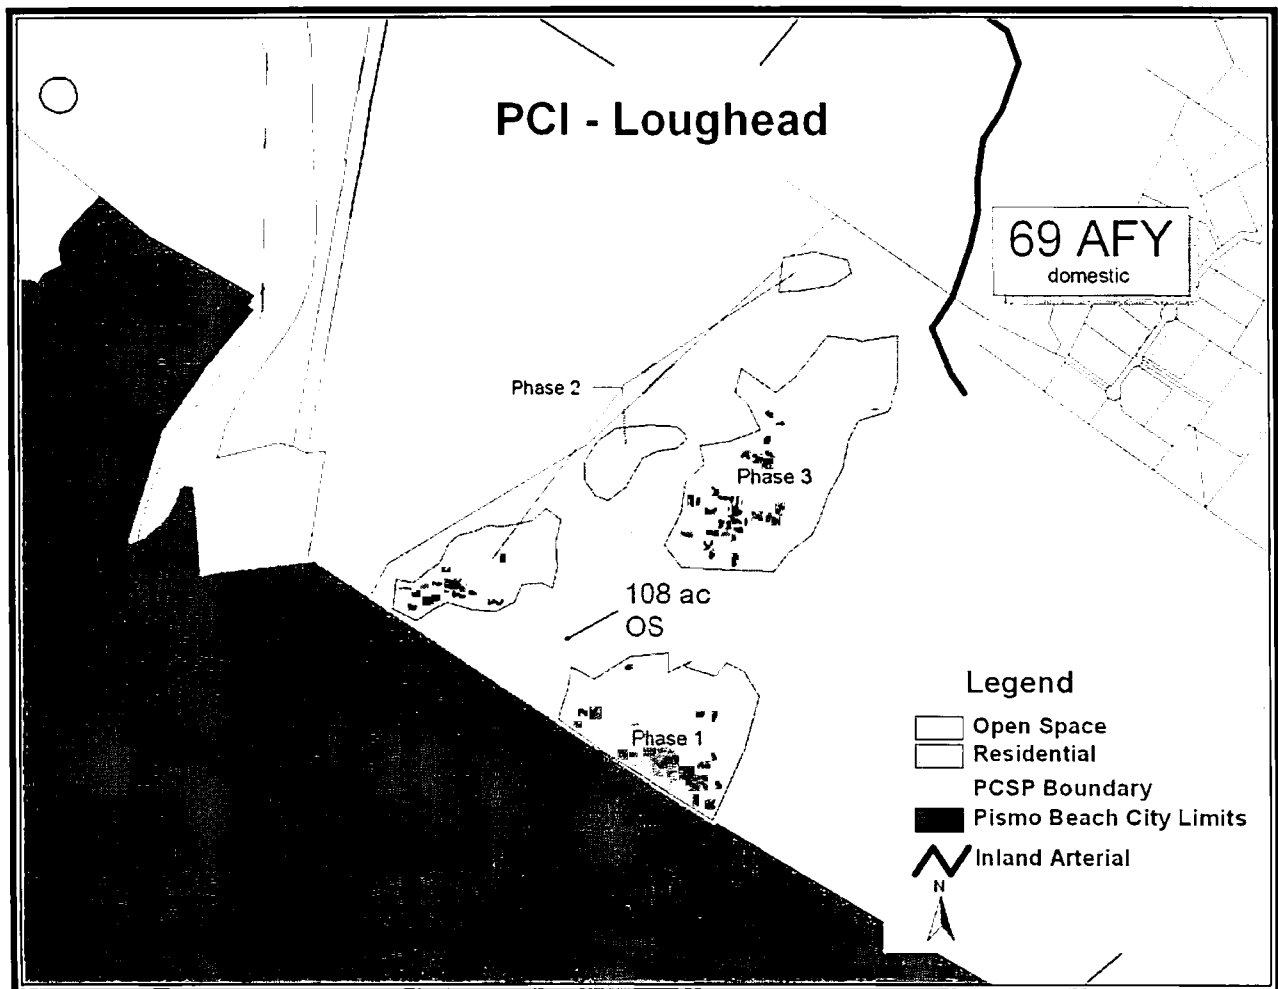 PCI - Loughead
69 AFY
domestic
Phase 2
Phase 3
108 ac
OS
Phase 1
Legend
Open Space
Residential
PCSP Boundary
Pismo Beach City Limits
Inland Arterial
N